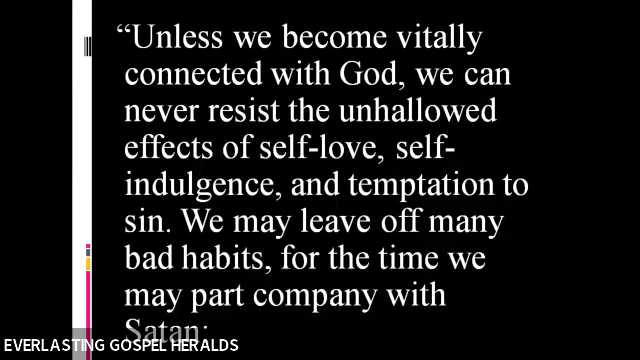 “Unless we become vitally
connected with God, we can
never resist the unhallowed
effects of self-love, self-
indulgence, and temptation to
sin. We may leave off many
bad habits, for the time we
may part company with
Satan;
EVERLASTING GOSPEL HERALDS